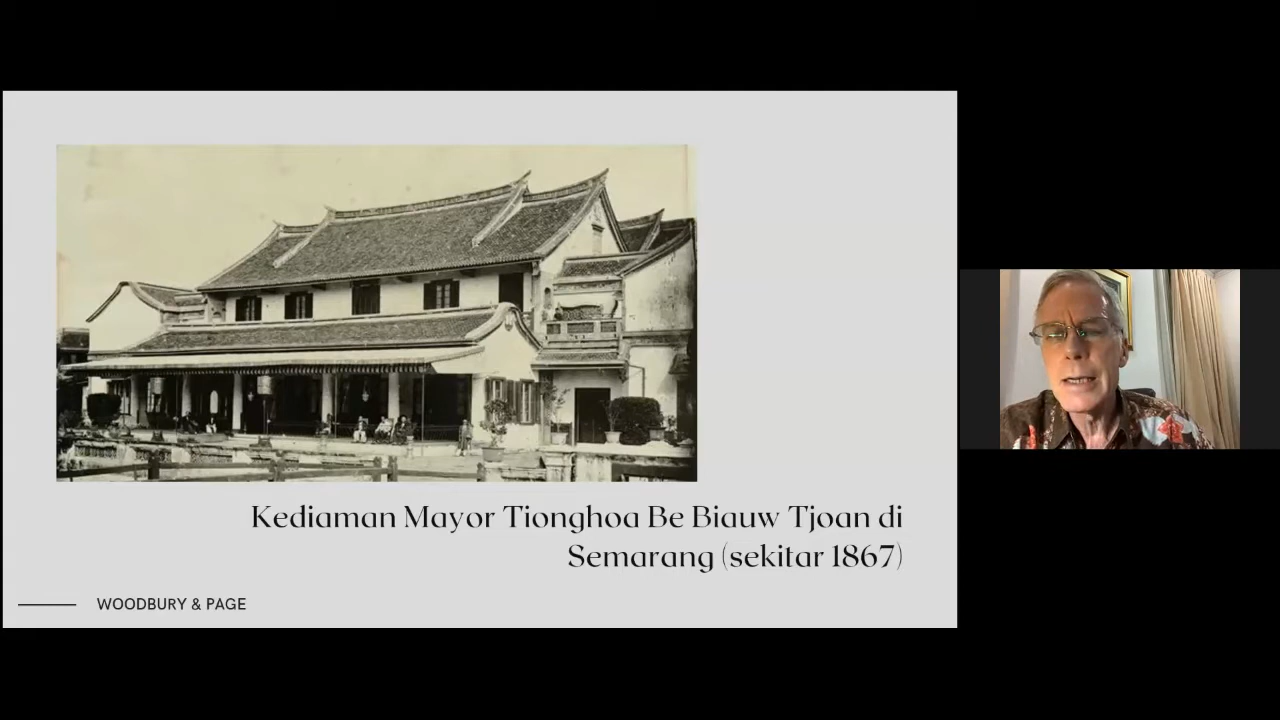 Kediaman Mayor Tionghoa Be Biauw Tjoan di
Semarang (sekitar 1867)
WOODBURY & PAGE